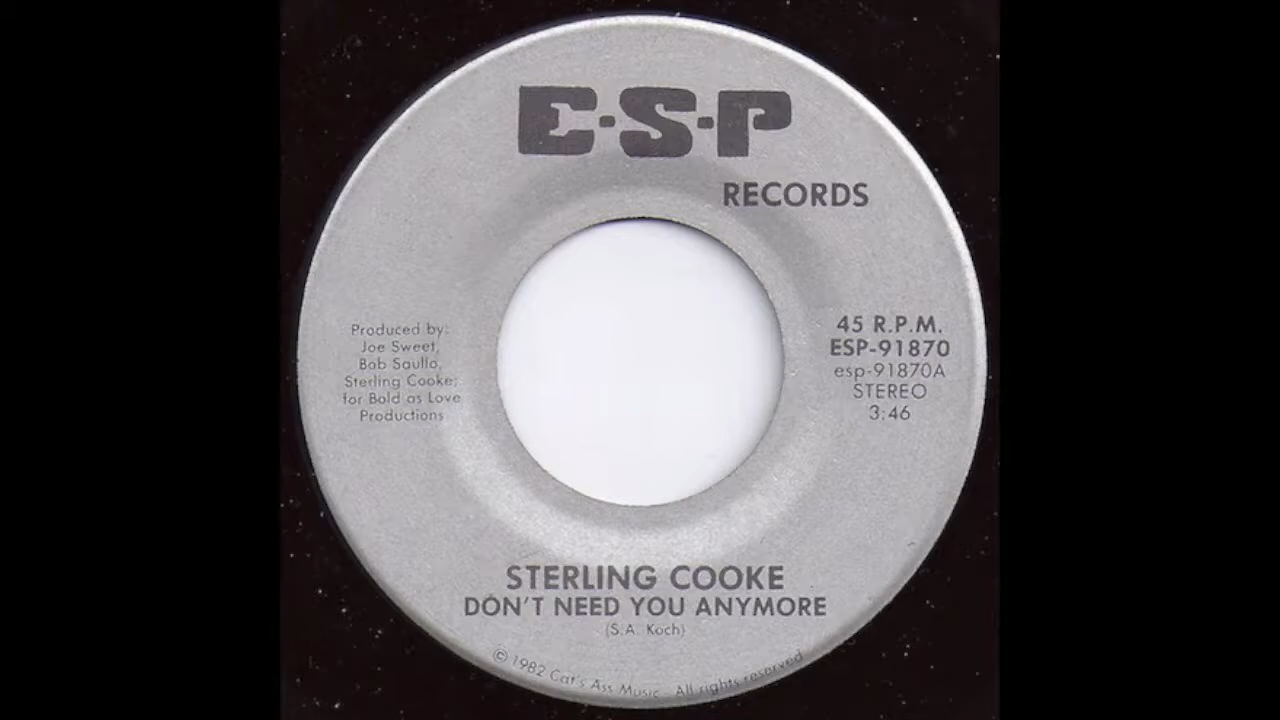 E·S·P
RECORDS
Produced by:
Joe Sweet,
Bob Saullo,
Sterling Cooke;
for Bold as Love
Productions
45 R.P.M.
ESP-91870
esp-91870A
STEREO
3:46
STERLING COOKE
DON'T NEED YOU ANYMORE
(S.A. Koch)
© 1982 Cat's Ass Music All rights reserved